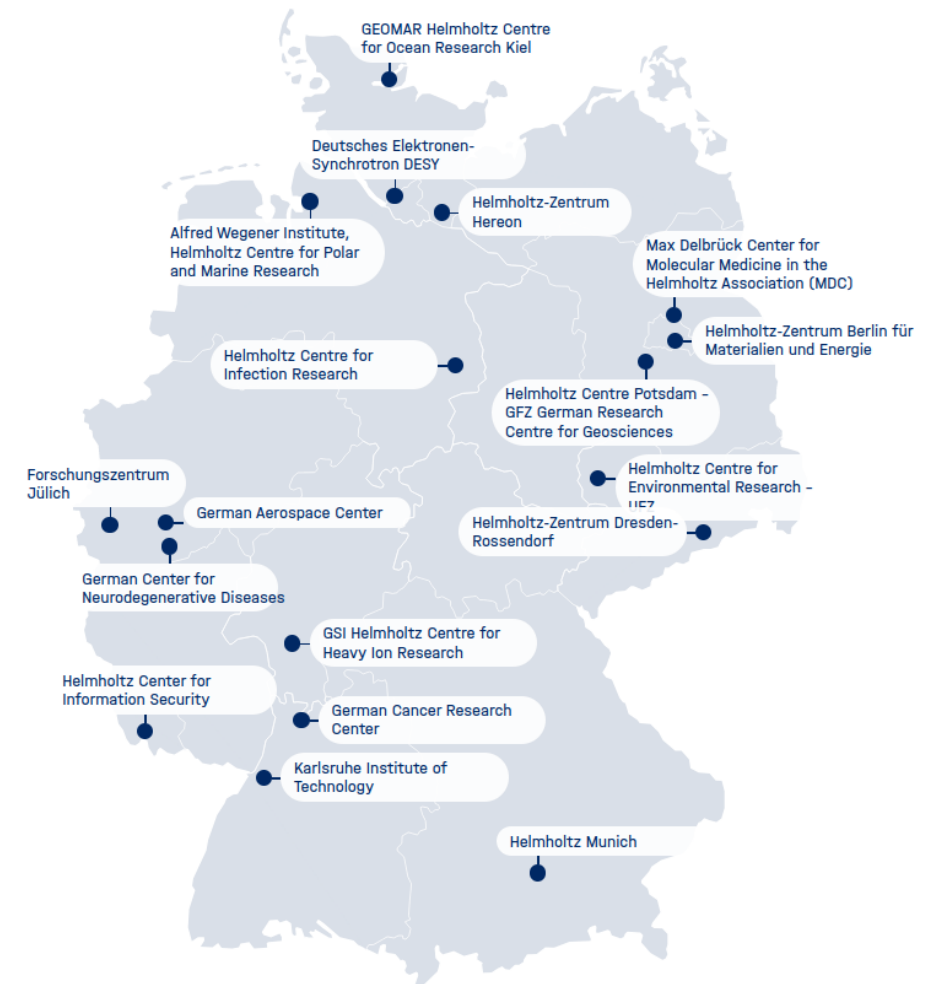 GEOMAR Helmholtz Centre
for Ocean Research Kiel
Deutsches Elektronen-
Synchrotron DESY
Helmholtz-Zentrum
Hereon
Alfred Wegener Institute,
Helmholtz Centre for Polar
and Marine Research
Max Delbrück Center for
Molecular Medicine in the
Helmholtz Association (MDC)
Helmholtz-Zentrum Berlin für
Materialien und Energie
Helmholtz Centre for
Infection Research
Helmholtz Centre Potsdam –
GFZ German Research
Centre for Geosciences
Helmholtz Centre for
Environmental Research –
UFZ
Forschungszentrum
Jülich
German Aerospace Center
Helmholtz-Zentrum Dresden-
Rossendorf
German Center for
Neurodegenerative Diseases
GSI Helmholtz Centre for
Heavy Ion Research
Helmholtz Center for
Information Security
German Cancer Research
Center
Karlsruhe Institute of
Technology
Helmholtz Munich